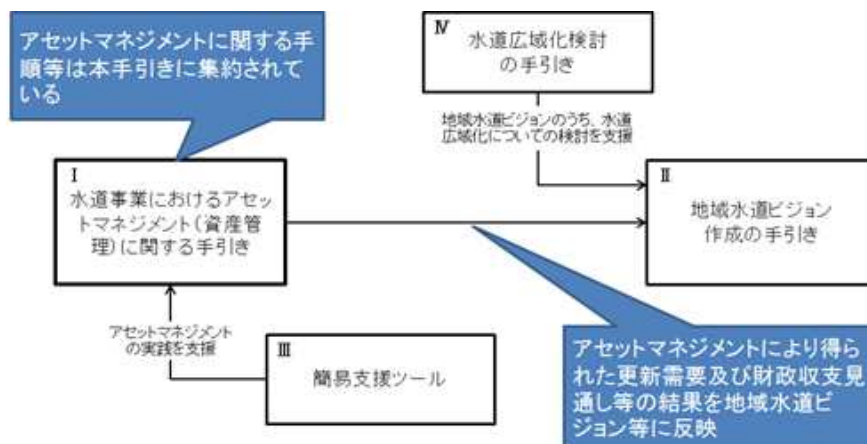 アセットマネジメントに関する手
順等は本手引きに集約されて
いる
Ⅳ
水道広域化検討
の手引き
地域水道ビジョンのうち、水道
広域化についての検討を支援
Ⅰ
水道事業におけるアセッ
トマネジメント(資産管
理)に関する手引き
Ⅱ
地域水道ビジョン
作成の手引き
アセットマネジメント
の実践を支援
Ⅲ
簡易支援ツール
アセットマネジメントにより得ら
れた更新需要及び財政収支見
通し等の結果を地域水道ビ
ジョン等に反映